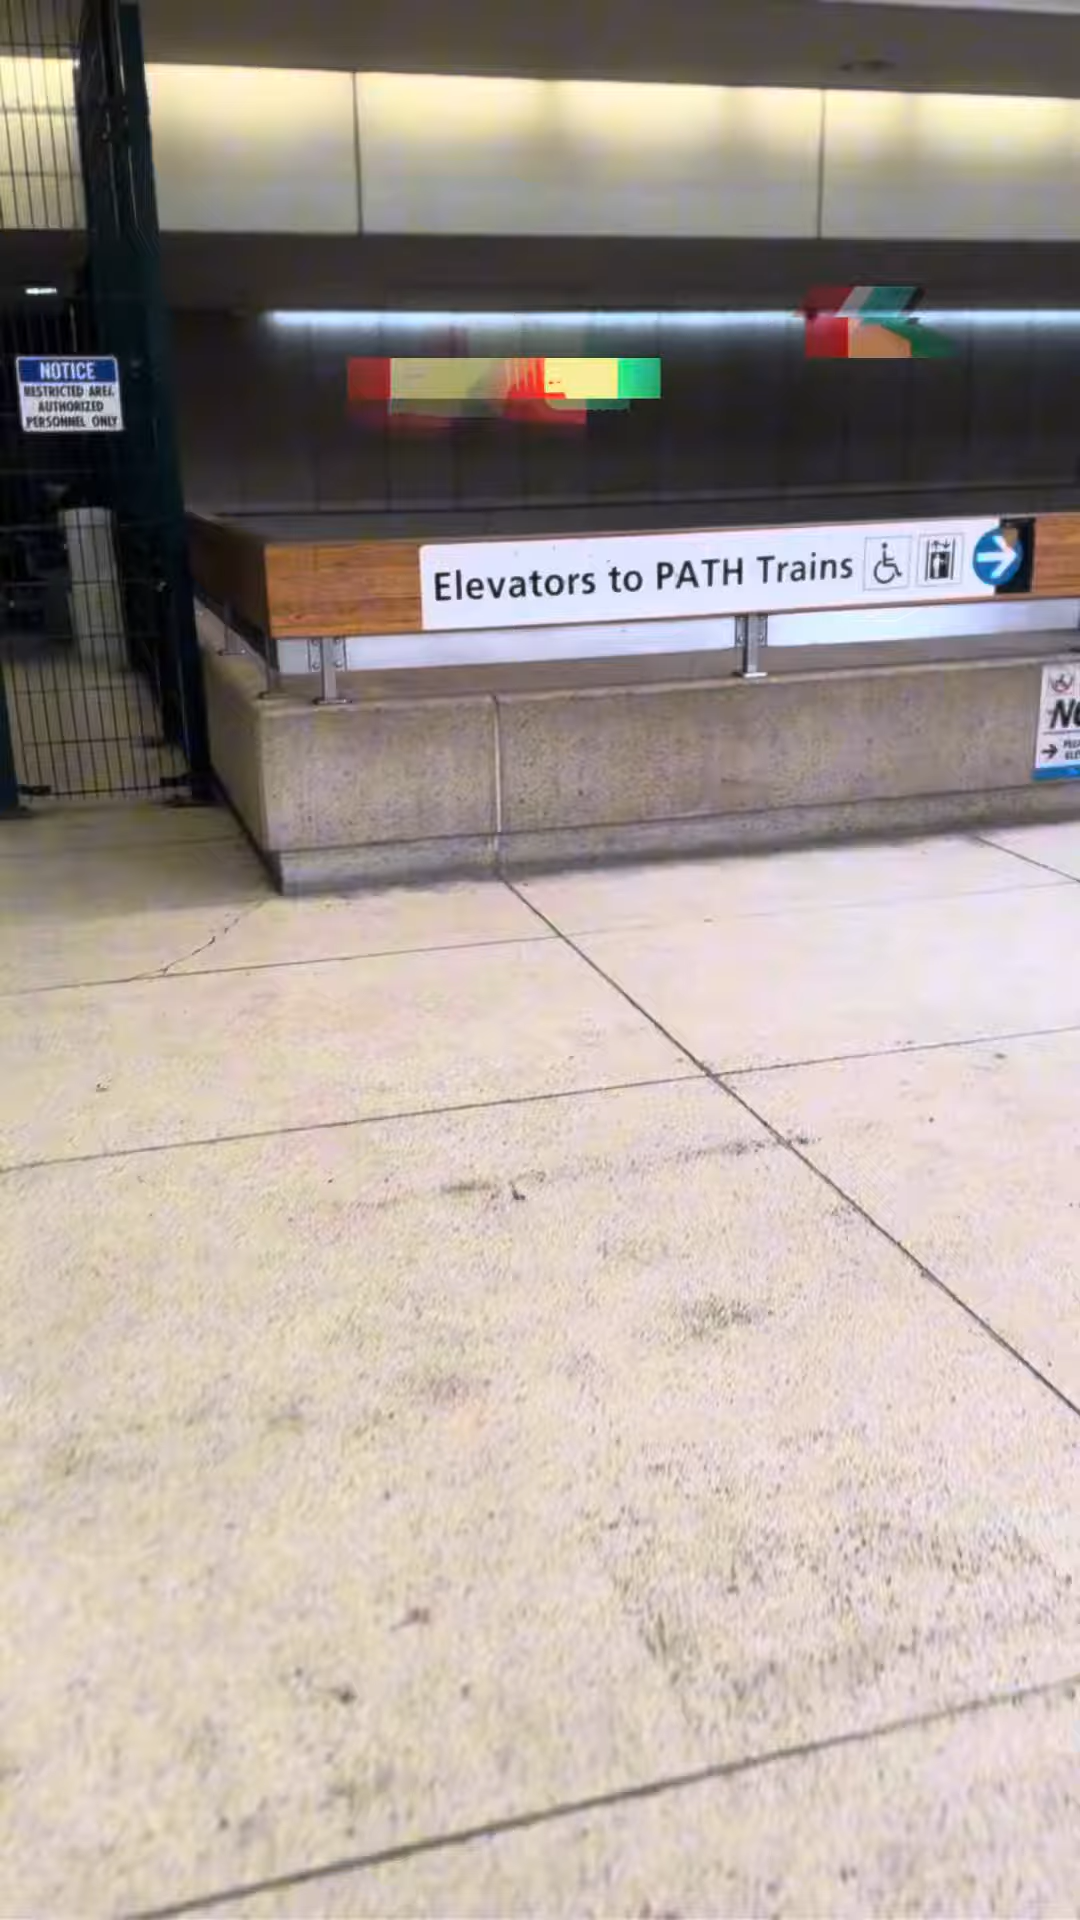 NOTICE
RESTRICTED AREA
AUTHORIZED
PERSONNEL ONLY
Elevators to PATH Trains